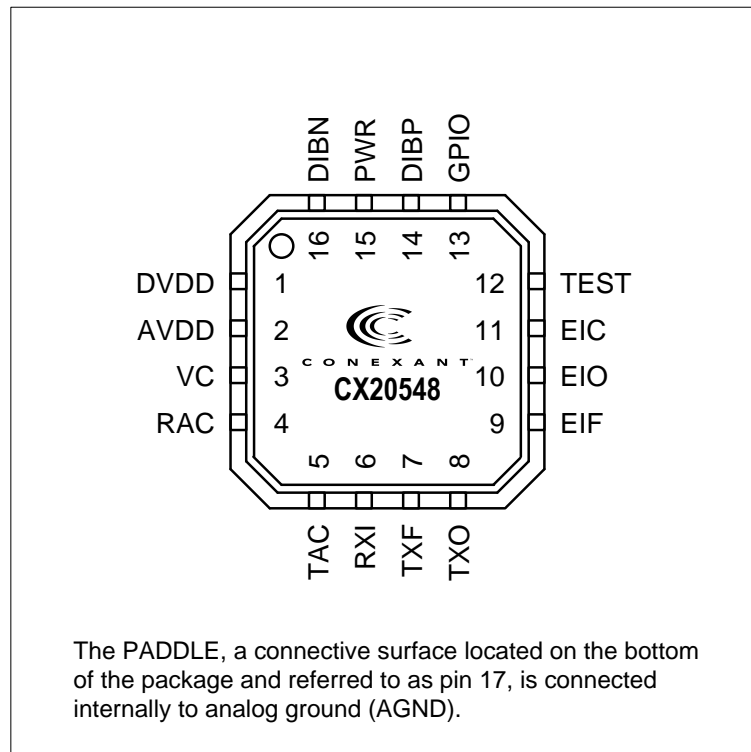 DIBN PWR DIBP GPIO
16 15 14 13
DVDD 1 12 TEST
AVDD 2 11 EIC
CONEXANT
VC 3 10 EIO
CX20548
RAC 4 9 EIF
5 6 7 8
TAC RXI TXF TXO
The PADDLE, a connective surface located on the bottom
of the package and referred to as pin 17, is connected
internally to analog ground (AGND).